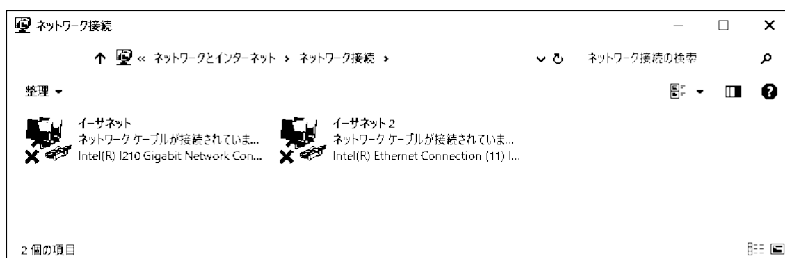 ネットワーク接続
« ネットワークとインターネット › ネットワーク接続 ›
ネットワーク接続の検索
整理
イーサネット
ネットワーク ケーブルが接続されていま...
Intel(R) I210 Gigabit Network Con...
イーサネット 2
ネットワーク ケーブルが接続されていま...
Intel(R) Ethernet Connection (11) I...
2 個の項目